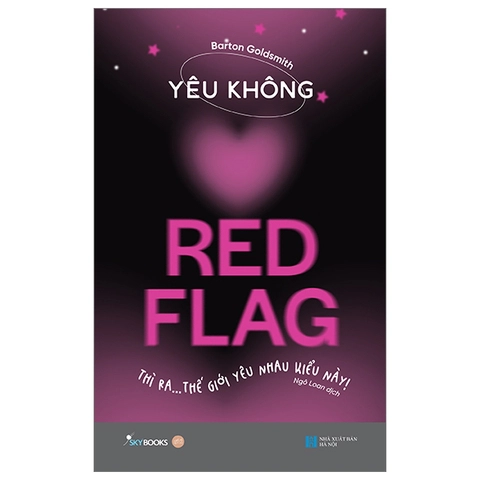 Barton Goldsmith
YÊU KHÔNG
RED
FLAG
THÌ RA...THẾ GIỚI YÊU NHAU KIỂU NÀY!
Ngô Loan dịch
SKYBOOKS
NHÀ XUẤT BẢN
HÀ NỘI